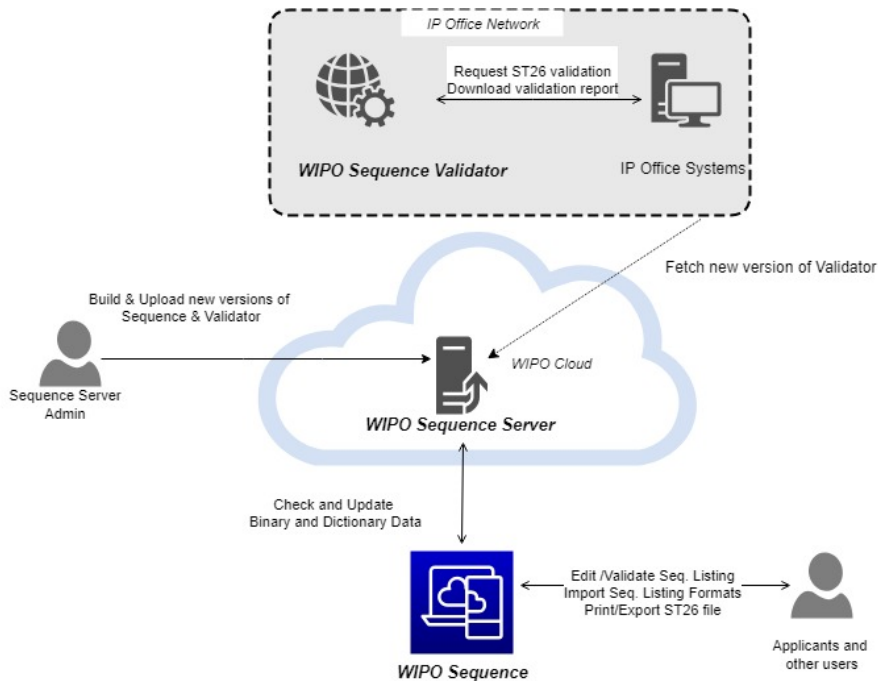 IP Office Network
Request ST26 validation
Download validation report
WIPO Sequence Validator
IP Office Systems
Fetch new version of Validator
Build & Upload new versions of
Sequence & Validator
WIPO Cloud
Sequence Server
Admin
WIPO Sequence Server
Check and Update
Binary and Dictionary Data
Edit /Validate Seq. Listing
Import Seq. Listing Formats
Print/Export ST26 file
Applicants and
other users
WIPO Sequence